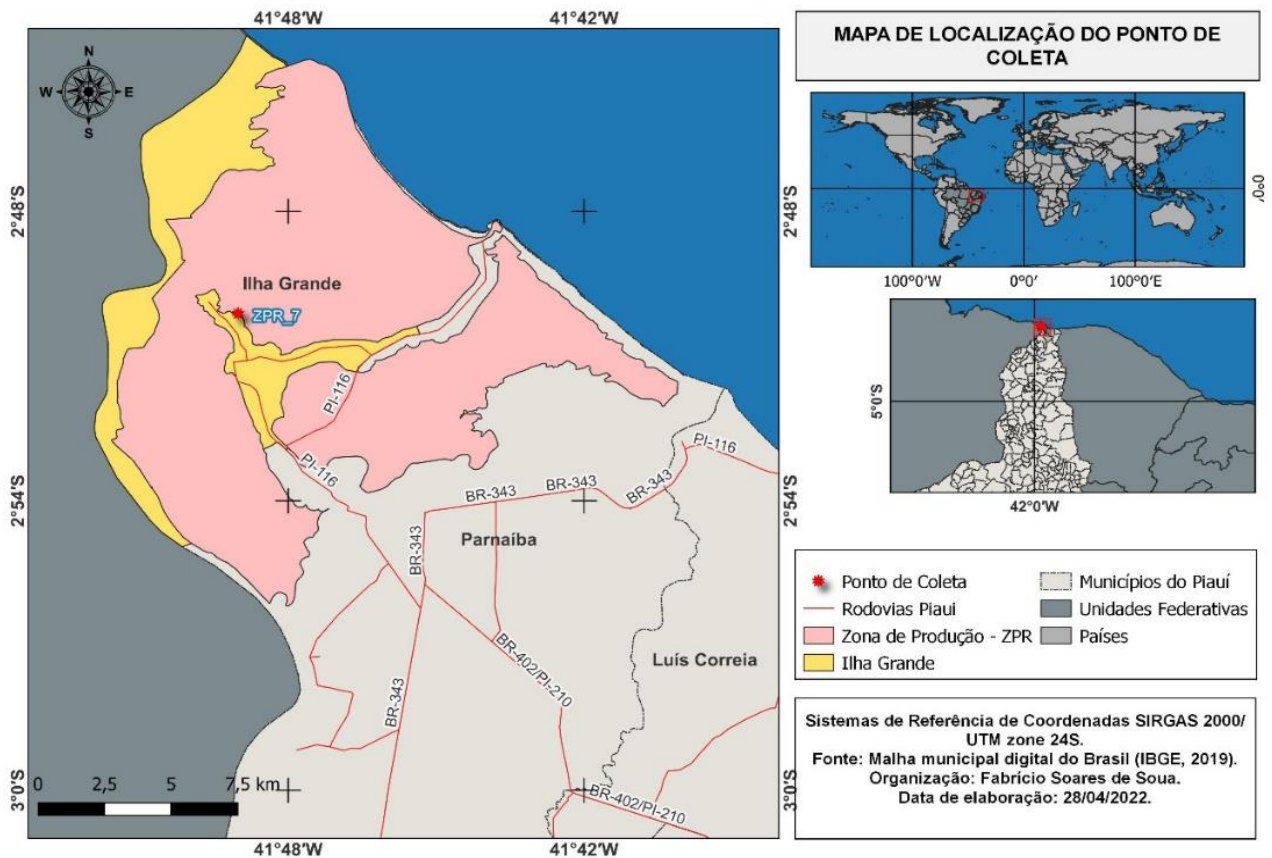 41°48'W
41°42'W
N
W
E
S
2°48'S
2°48'S
Ilha Grande
ZPR_7
PI-116
PI-116
PI-116
BR-343
BR-343
BR-343
2°54'S
2°54'S
Parnaíba
BR-343
Luís Correia
BR-402/PI-210
BR-343
0
2,5
5
7,5 km
3°0'S
3°0'S
BR-402/PI-210
41°48'W
41°42'W
MAPA DE LOCALIZAÇÃO DO PONTO DE
COLETA
0°0'
100°0'W
0°0'
100°0'E
5°0'S
42°0'W
Ponto de Coleta
Rodovias Piaui
Zona de Produção - ZPR
Ilha Grande
Municípios do Piauí
Unidades Federativas
Países
Sistemas de Referência de Coordenadas SIRGAS 2000/
UTM zone 24S.
Fonte: Malha municipal digital do Brasil (IBGE, 2019).
Organização: Fabrício Soares de Soua.
Data de elaboração: 28/04/2022.